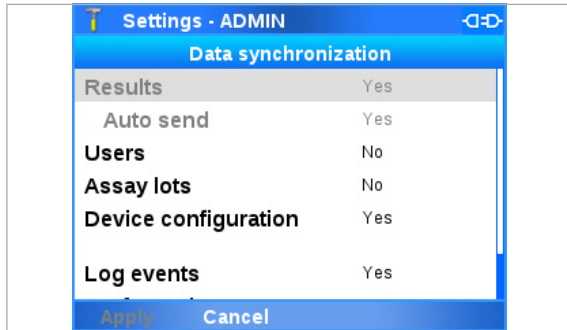 Settings - ADMIN
Data synchronization
Results Yes
Auto send Yes
Users No
Assay lots No
Device configuration Yes
Log events Yes
Apply Cancel